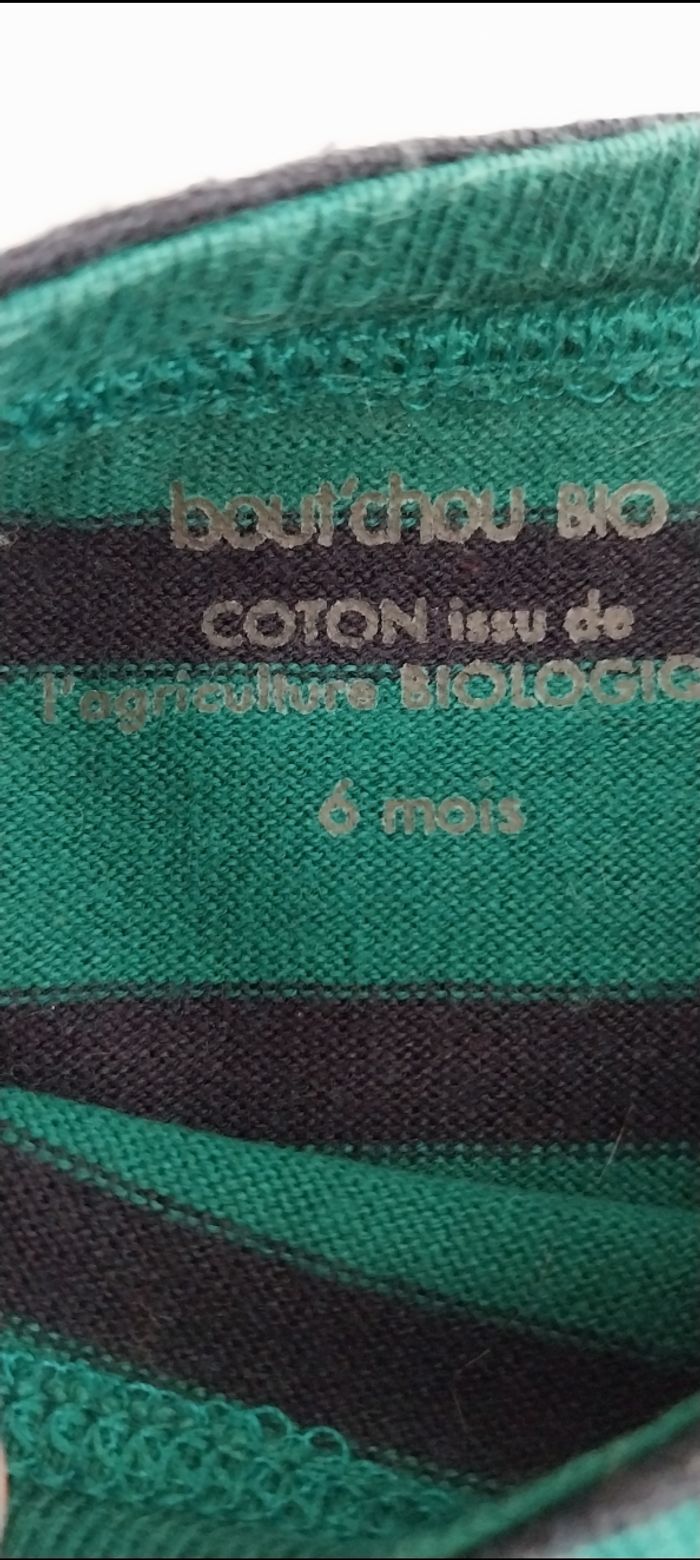 bout'chou BIO
COTON issu de
l'agriculture BIOLOGIQ
6 mois